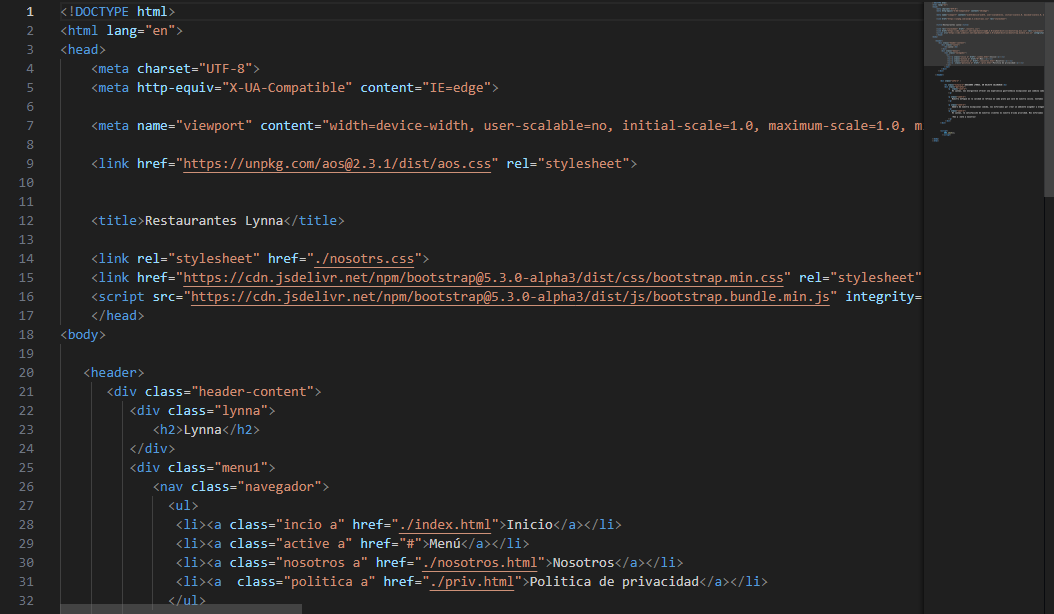 1 <!DOCTYPE html>
2 <html lang="en">
3 <head>
4 <meta charset="UTF-8">
5 <meta http-equiv="X-UA-Compatible" content="IE=edge">
6
7 <meta name="viewport" content="width=device-width, user-scalable=no, initial-scale=1.0, maximum-scale=1.0, m
8
9 <link href="https://unpkg.com/aos@2.3.1/dist/aos.css" rel="stylesheet">
10
11
12 <title>Restaurantes Lynna</title>
13
14 <link rel="stylesheet" href="./nosotrs.css">
15 <link href="https://cdn.jsdelivr.net/npm/bootstrap@5.3.0-alpha3/dist/css/bootstrap.min.css" rel="stylesheet"
16 <script src="https://cdn.jsdelivr.net/npm/bootstrap@5.3.0-alpha3/dist/js/bootstrap.bundle.min.js" integrity=
17 </head>
18 <body>
19
20 <header>
21 <div class="header-content">
22 <div class="lynna">
23 <h2>Lynna</h2>
24 </div>
25 <div class="menu1">
26 <nav class="navegador">
27 <ul>
28 <li><a class="incio a" href="./index.html">Inicio</a></li>
29 <li><a class="active a" href="#">Menú</a></li>
30 <li><a class="nosotros a" href="./nosotros.html">Nosotros</a></li>
31 <li><a  class="politica a" href="./priv.html">Politica de privacidad</a></li>
32 </ul>